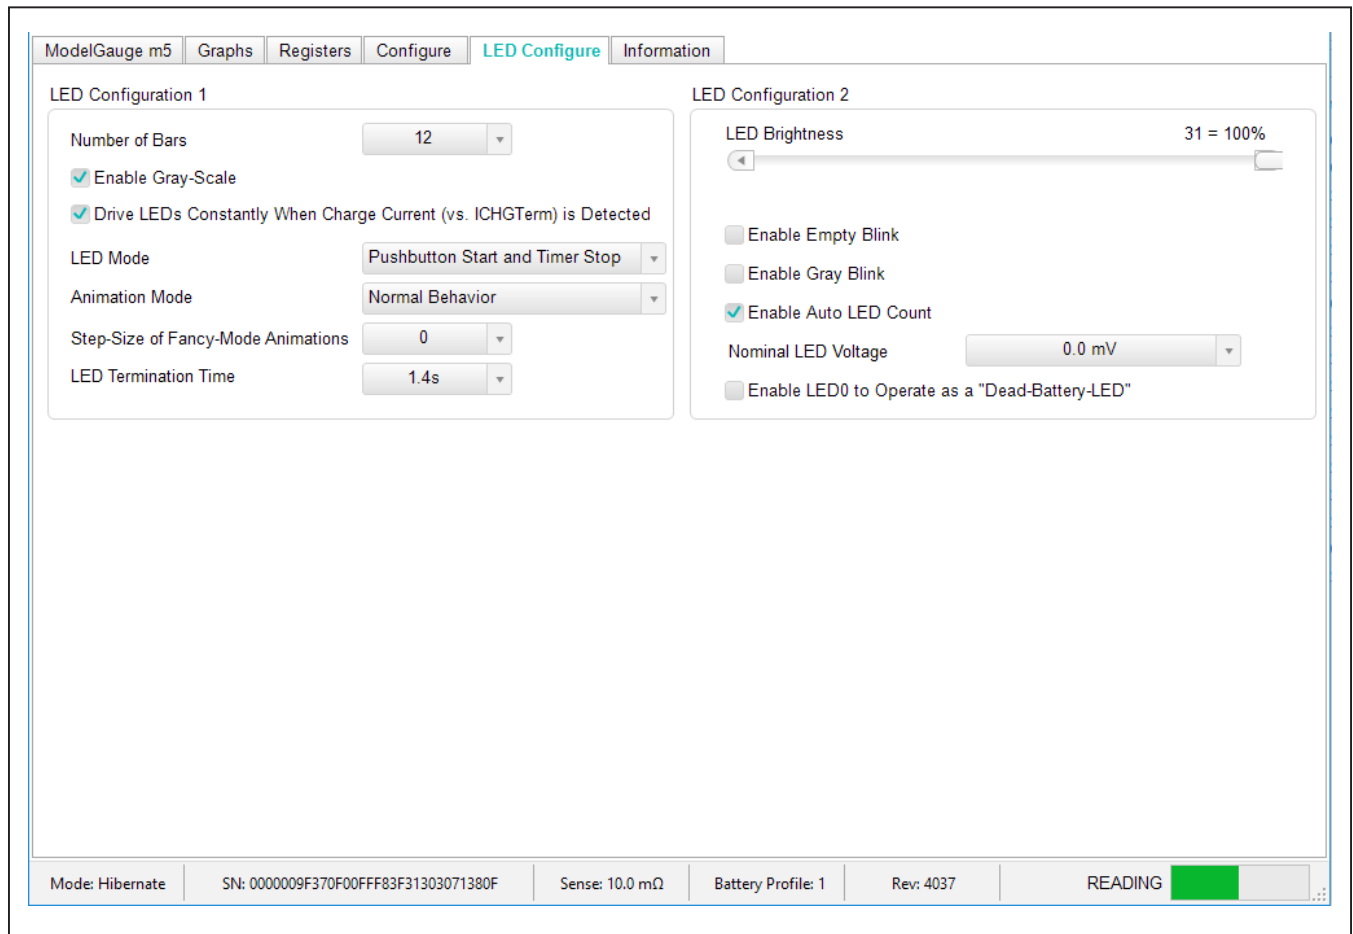 ModelGauge m5 Graphs Registers Configure LED Configure Information
LED Configuration 1
Number of Bars 12
Enable Gray-Scale
Drive LEDs Constantly When Charge Current (vs. ICHGTerm) is Detected
LED Mode Pushbutton Start and Timer Stop
Animation Mode Normal Behavior
Step-Size of Fancy-Mode Animations 0
LED Termination Time 1.4s
LED Configuration 2
LED Brightness 31 = 100%
Enable Empty Blink
Enable Gray Blink
Enable Auto LED Count
Nominal LED Voltage 0.0 mV
Enable LED0 to Operate as a "Dead-Battery-LED"
Mode: Hibernate SN: 0000009F370F00FFF83F31303071380F Sense: 10.0 mΩ Battery Profile: 1 Rev: 4037 READING